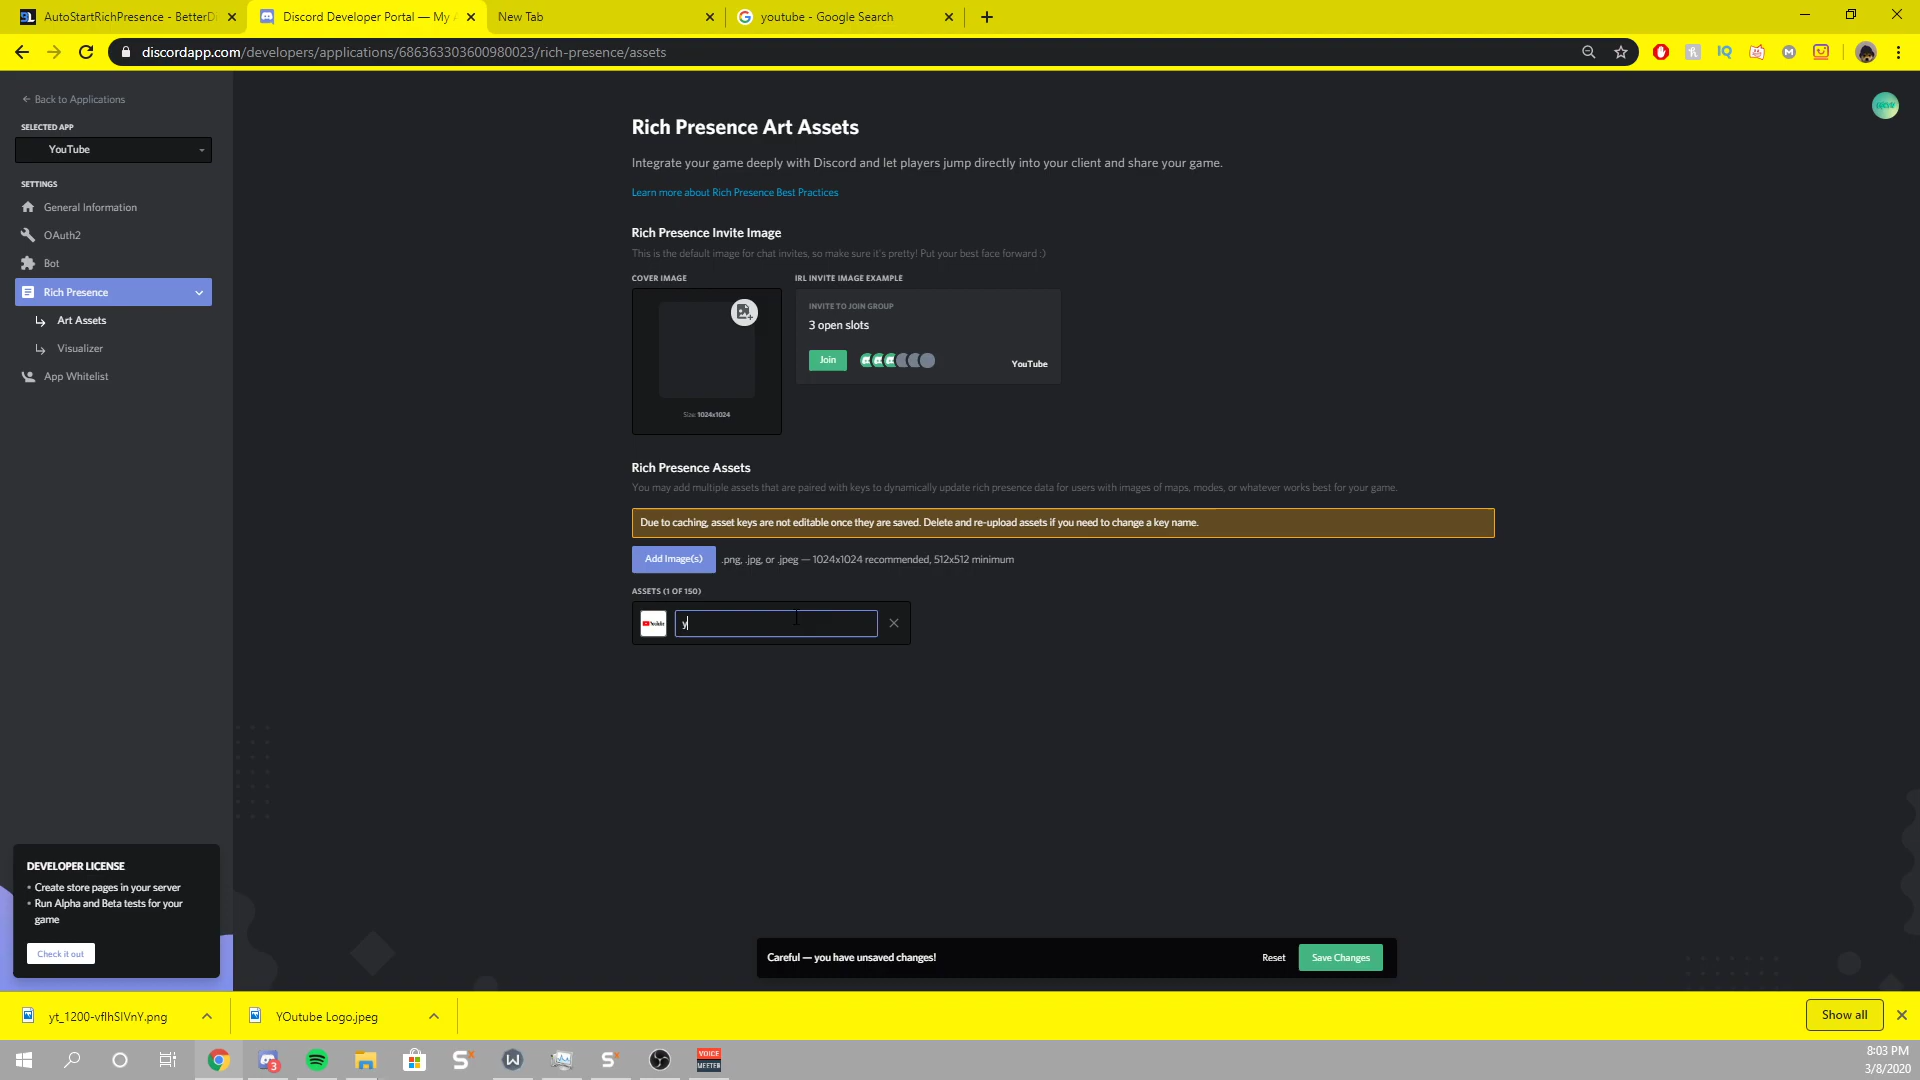 AutoStartRichPresence - BetterDi
Discord Developer Portal — My A
New Tab
youtube - Google Search
discordapp.com/developers/applications/686363303600980023/rich-presence/assets
Back to Applications
SELECTED APP
YouTube
SETTINGS
General Information
OAuth2
Bot
Rich Presence
Art Assets
Visualizer
App Whitelist
Rich Presence Art Assets
Integrate your game deeply with Discord and let players jump directly into your client and share your game.
Learn more about Rich Presence Best Practices
Rich Presence Invite Image
This is the default image for chat invites, so make sure it's pretty! Put your best face forward :)
COVER IMAGE
IRL INVITE IMAGE EXAMPLE
INVITE TO JOIN GROUP
3 open slots
Join
YouTube
Size: 1024x1024
Rich Presence Assets
You may add multiple assets that are paired with keys to dynamically update rich presence data for users with images of maps, modes, or whatever works best for your game.
Due to caching, asset keys are not editable once they are saved. Delete and re-upload assets if you need to change a key name.
Add Image(s)
.png, .jpg, or .jpeg — 1024x1024 recommended, 512x512 minimum
ASSETS (1 OF 150)
YouTube
y
DEVELOPER LICENSE
• Create store pages in your server
• Run Alpha and Beta tests for your
game
Check it out
Careful — you have unsaved changes!
Reset
Save Changes
yt_1200-vflhSIVnY.png
YOutube Logo.jpeg
Show all
3
VOICE
MEETER
8:03 PM
3/8/2020